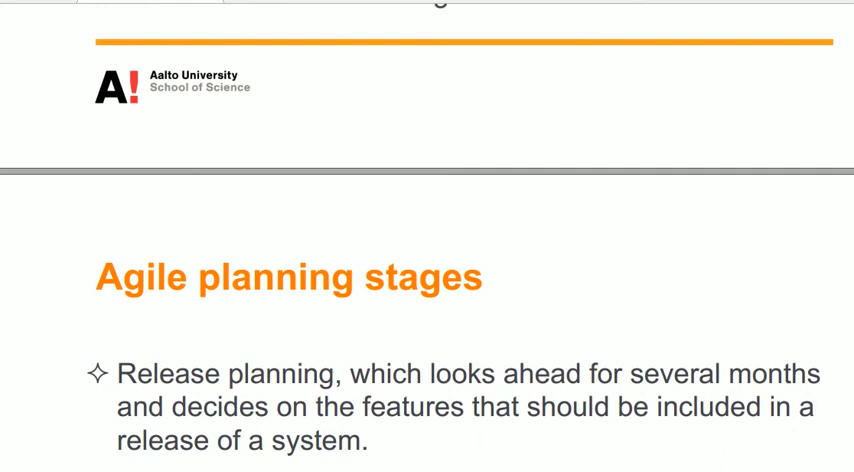 A! Aalto University
School of Science
Agile planning stages
✧ Release planning, which looks ahead for several months
and decides on the features that should be included in a
release of a system.